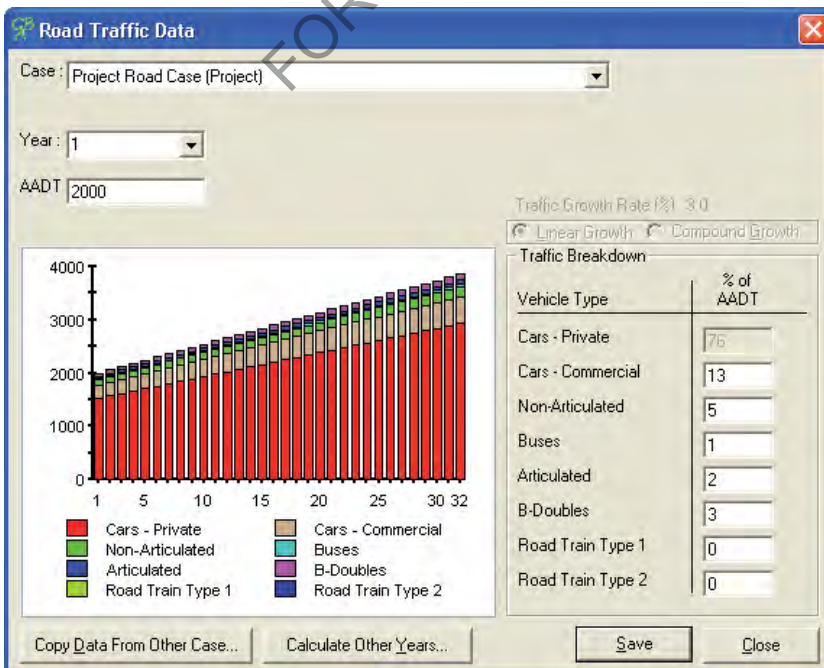 CB Road Traffic Data
FOR
Case : Project Road Case (Project)
Year : 1
AADT 2000
Traffic Growth Rate (%) 3.0
Linear Growth Compound Growth
Traffic Breakdown
Vehicle Type % of AADT
Cars - Private 76
Cars - Commercial 13
Non-Articulated 5
Buses 1
Articulated 2
B-Doubles 3
Road Train Type 1 0
Road Train Type 2 0
4000
3000
2000
1000
0
1 5 10 15 20 25 30 32
Cars - Private Cars - Commercial
Non-Articulated Buses
Articulated B-Doubles
Road Train Type 1 Road Train Type 2
Copy Data From Other Case... Calculate Other Years... Save Close